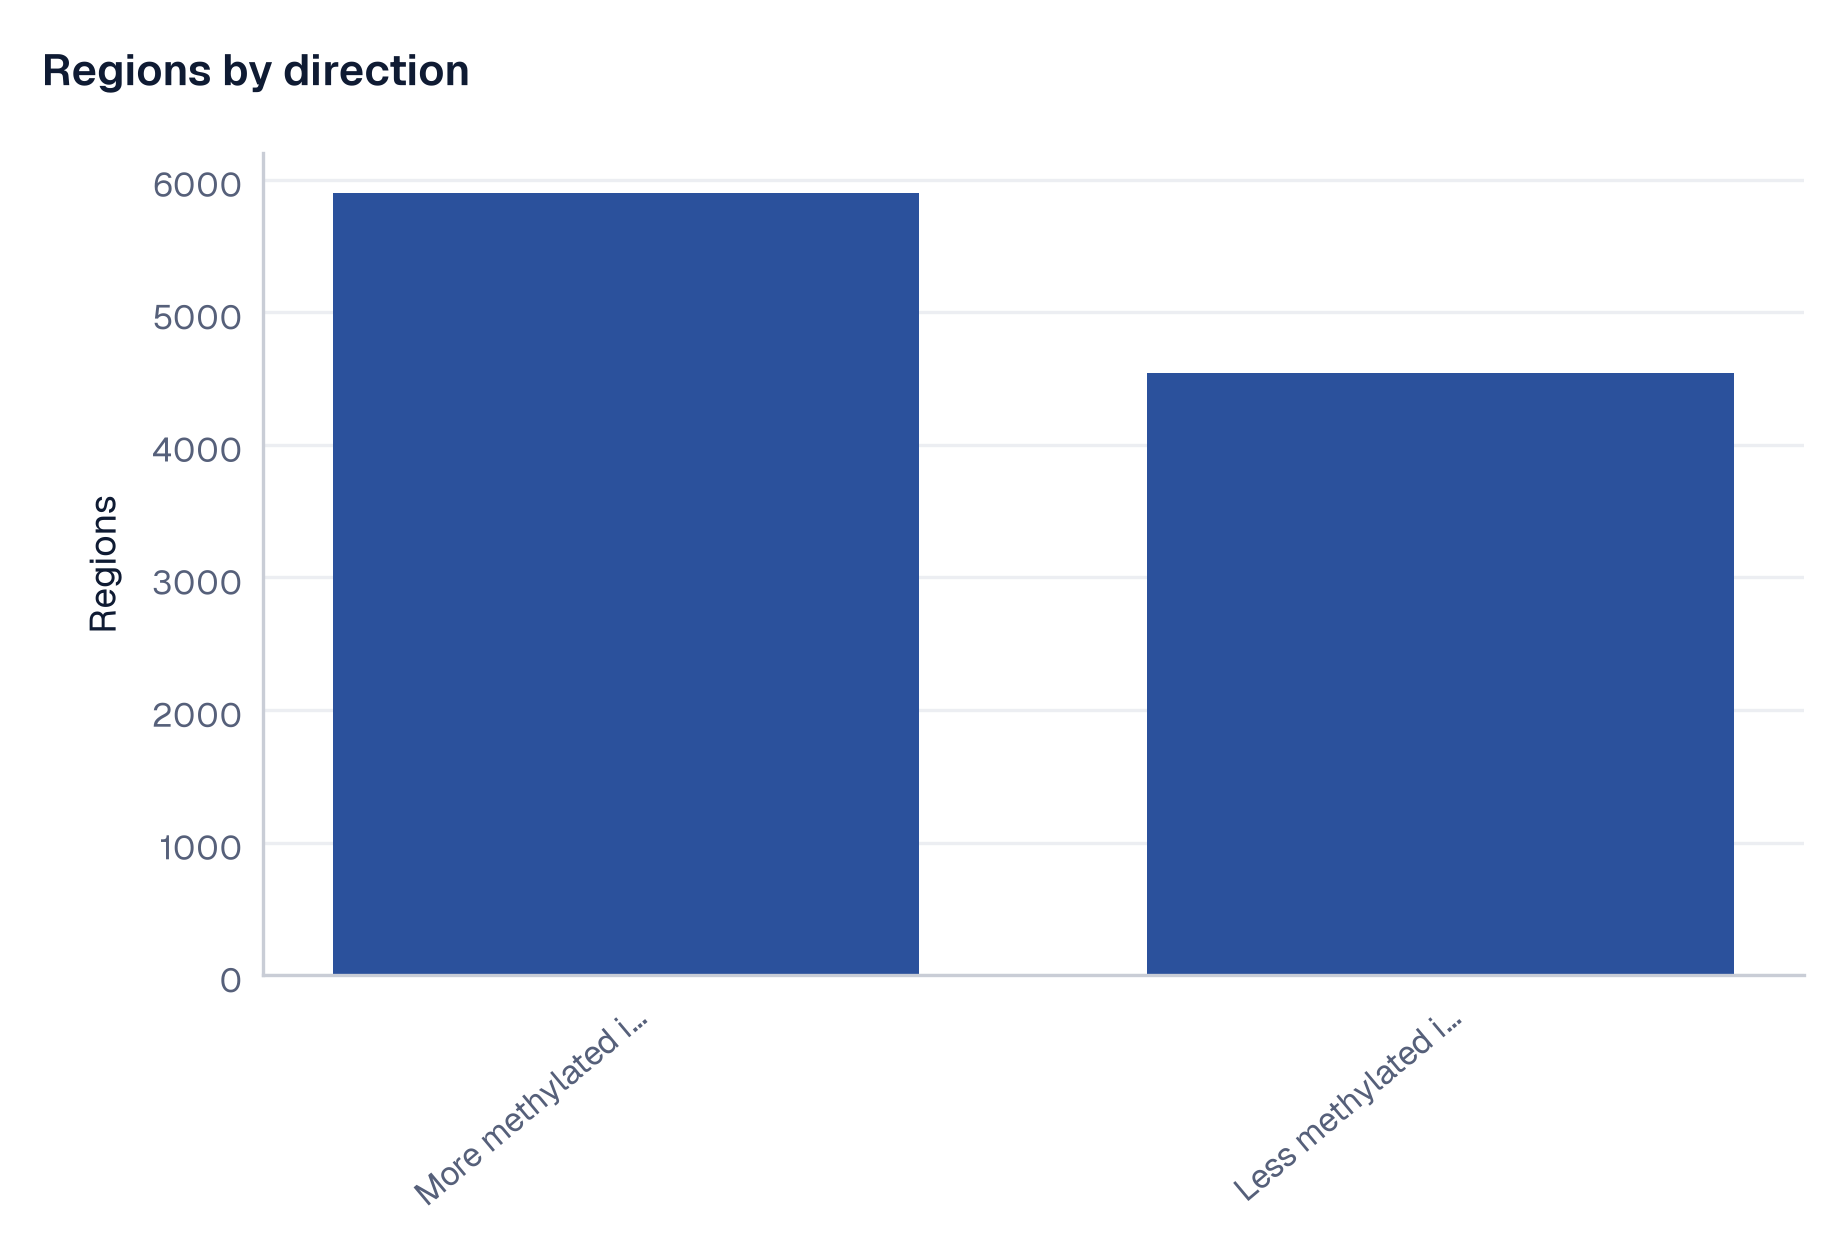 Regions by direction
Regions
6000
5000
4000
3000
2000
1000
0
More methylated i...
Less methylated i...